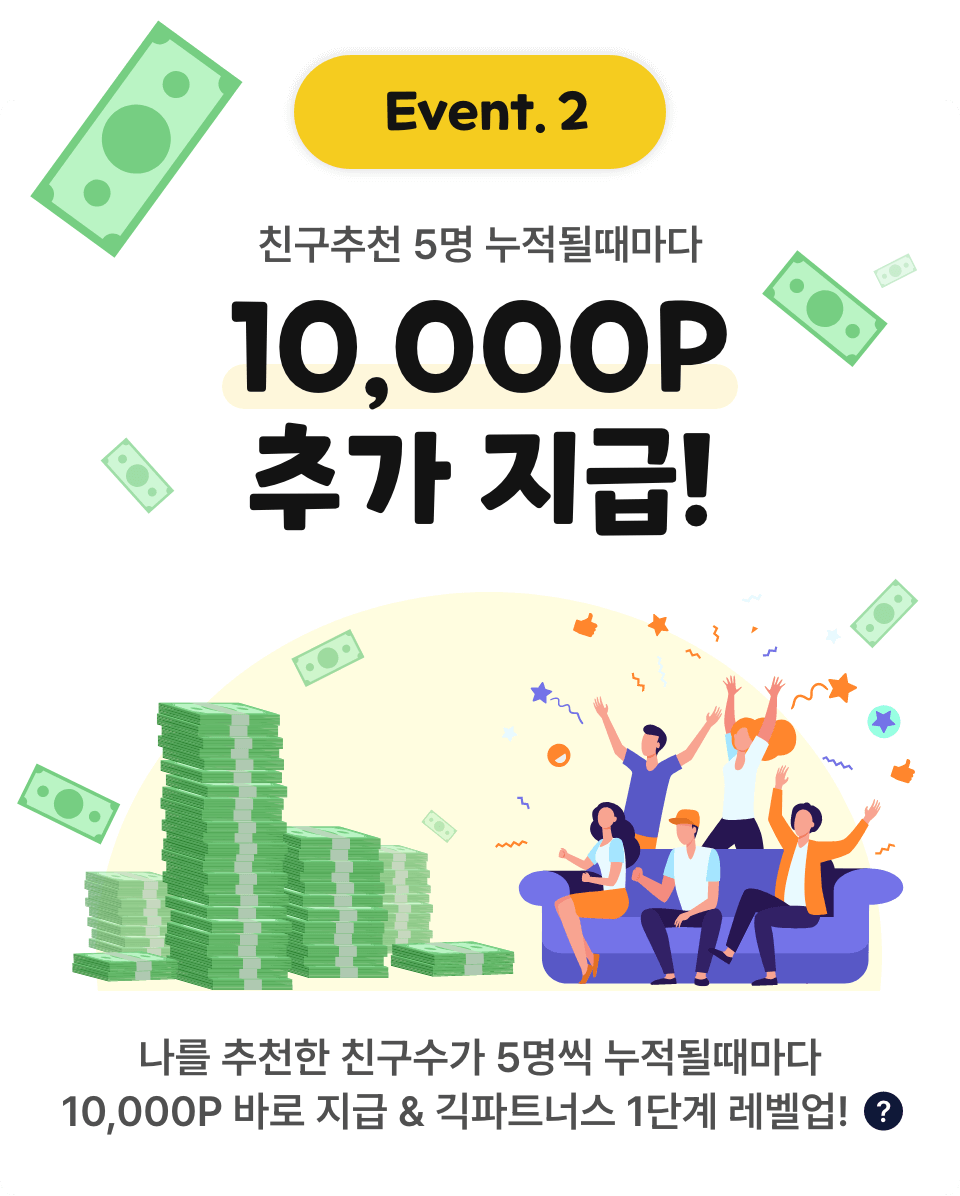 Event. 2
친구추천 5명 누적될때마다
10,000P
추가 지급!
나를 추천한 친구수가 5명씩 누적될때마다
10,000P 바로 지급 & 긱파트너스 1단계 레벨업! ?